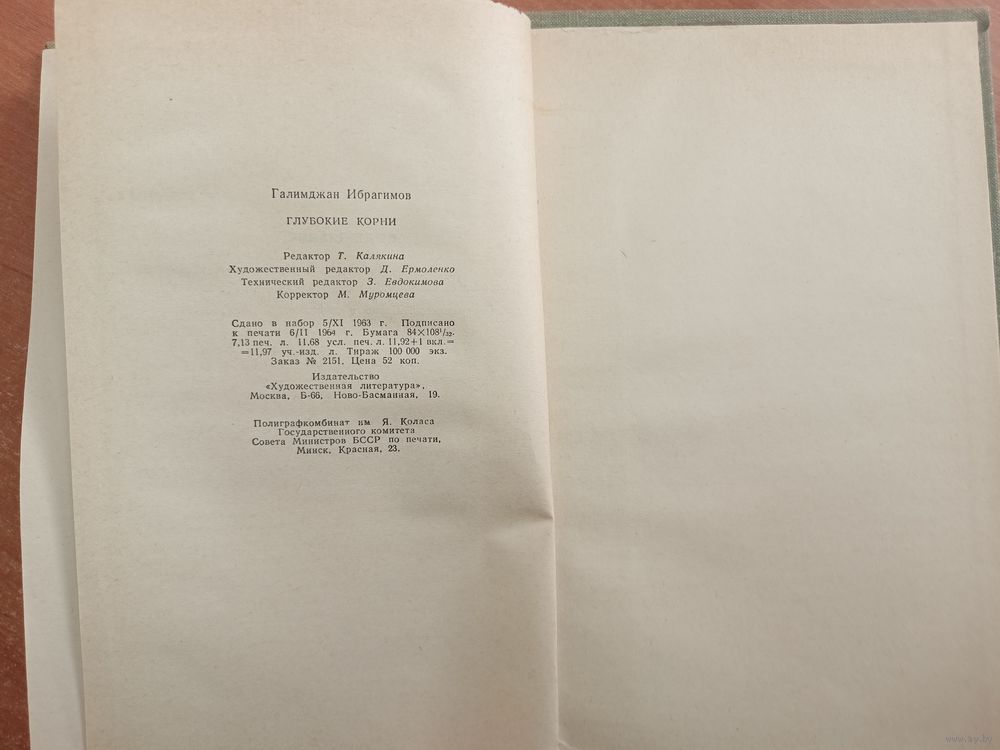 Галимджан Ибрагимов
ГЛУБОКИЕ КОРНИ
Редактор Т. Калякина
Художественный редактор Д. Ермоленко
Технический редактор З. Евдокимова
Корректор М. Муромцева
Сдано в набор 5/XI 1963 г. Подписано
к печати 6/II 1964 г. Бумага 84×108¹/₃₂.
7,13 печ. л. 11,68 усл. печ. л. 11,92+1 вкл.=
=11,97 уч.-изд. л. Тираж 100 000 экз.
Заказ № 2151. Цена 52 коп.
Издательство
«Художественная литература».
Москва, Б-66, Ново-Басманная, 19.
Полиграфкомбинат им Я. Коласа
Государственного комитета
Совета Министров БССР по печати,
Минск, Красная, 23.
www.ay.by